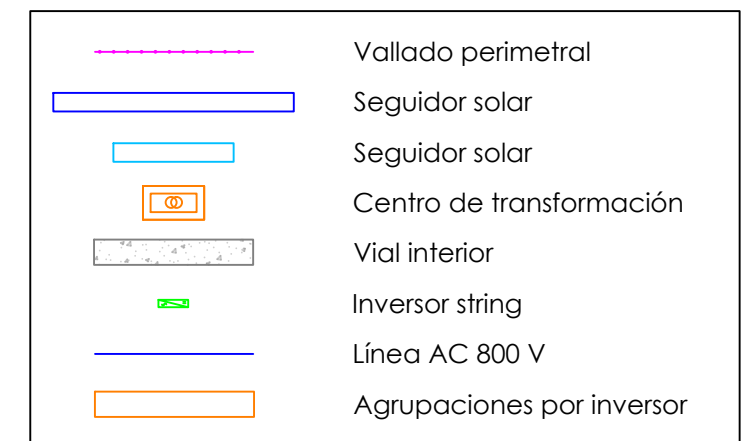 Vallado perimetral
Seguidor solar
Seguidor solar
Centro de transformación
Vial interior
Inversor string
Línea AC 800 V
Agrupaciones por inversor